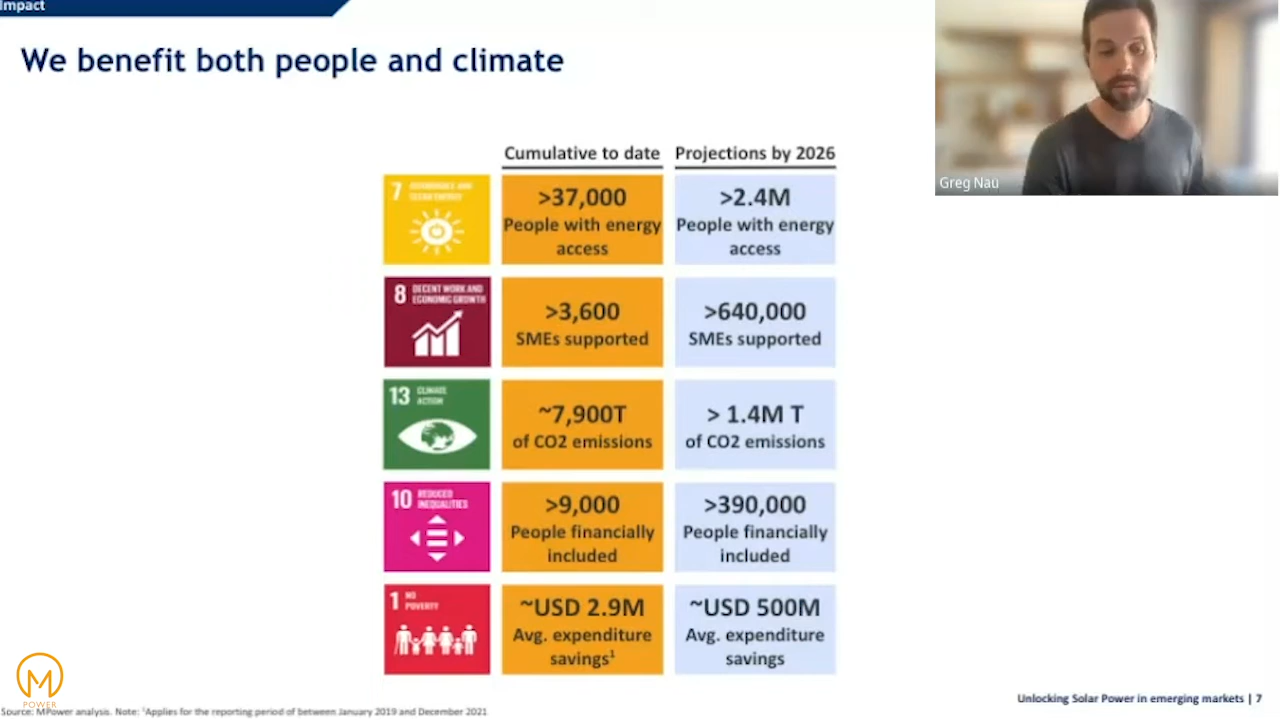 Impact
We benefit both people and climate
Greg Nau
Cumulative to date
Projections by 2026
7 AFFORDABLE AND
CLEAN ENERGY
>37,000
People with energy
access
>2.4M
People with energy
access
8 DECENT WORK AND
ECONOMIC GROWTH
>3,600
SMEs supported
>640,000
SMEs supported
13 CLIMATE
ACTION
~7,900T
of CO2 emissions
> 1.4M T
of CO2 emissions
10 REDUCED
INEQUALITIES
>9,000
People financially
included
>390,000
People financially
included
1 NO
POVERTY
~USD 2.9M
Avg. expenditure
savings¹
~USD 500M
Avg. expenditure
savings
M
POWER
Source: MPower analysis. Note: ¹Applies for the reporting period of between January 2019 and December 2021
Unlocking Solar Power in emerging markets | 7